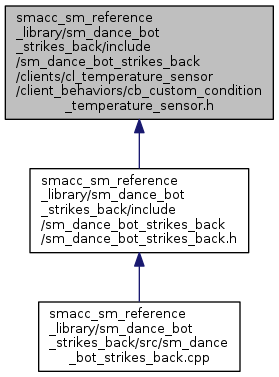 smacc_sm_reference
_library/sm_dance_bot
_strikes_back/include
/sm_dance_bot_strikes_back
/clients/cl_temperature_sensor
/client_behaviors/cb_custom_condition
_temperature_sensor.h
smacc_sm_reference
_library/sm_dance_bot
_strikes_back/include
/sm_dance_bot_strikes_back
/sm_dance_bot_strikes_back.h
smacc_sm_reference
_library/sm_dance_bot
_strikes_back/src/sm_dance
_bot_strikes_back.cpp